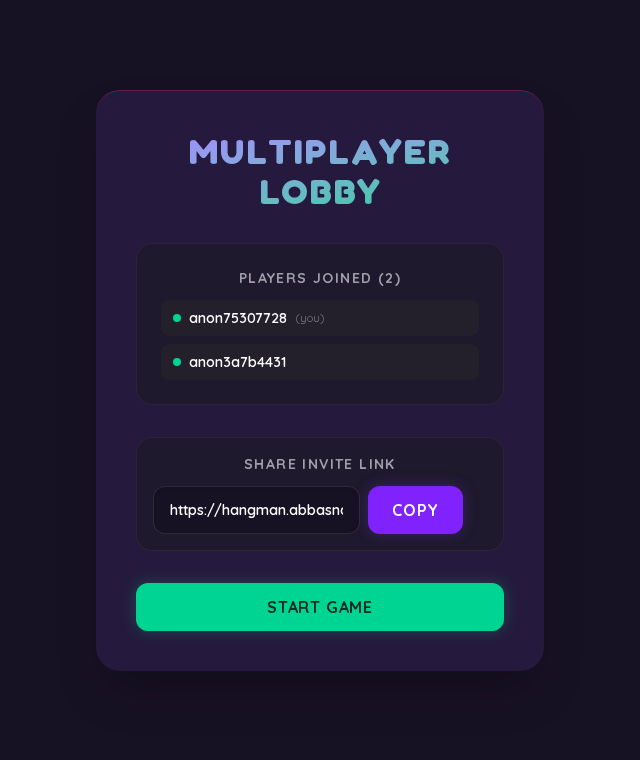 MULTIPLAYER
LOBBY
PLAYERS JOINED (2)
anon75307728 (you)
anon3a7b4431
SHARE INVITE LINK
https://hangman.abbasn
COPY
START GAME